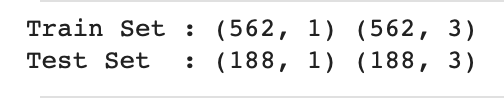 Train Set : (562, 1) (562, 3)
Test Set  : (188, 1) (188, 3)